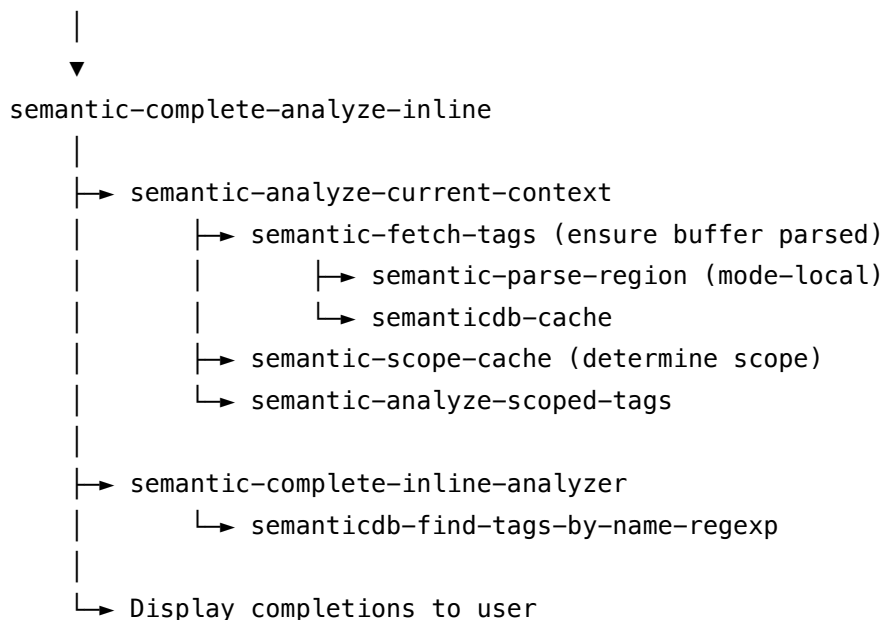 semantic-complete-analyze-inline
semantic-analyze-current-context
semantic-fetch-tags (ensure buffer parsed)
semantic-parse-region (mode-local)
semanticdb-cache
semantic-scope-cache (determine scope)
semantic-analyze-scoped-tags
semantic-complete-inline-analyzer
semanticdb-find-tags-by-name-regexp
Display completions to user